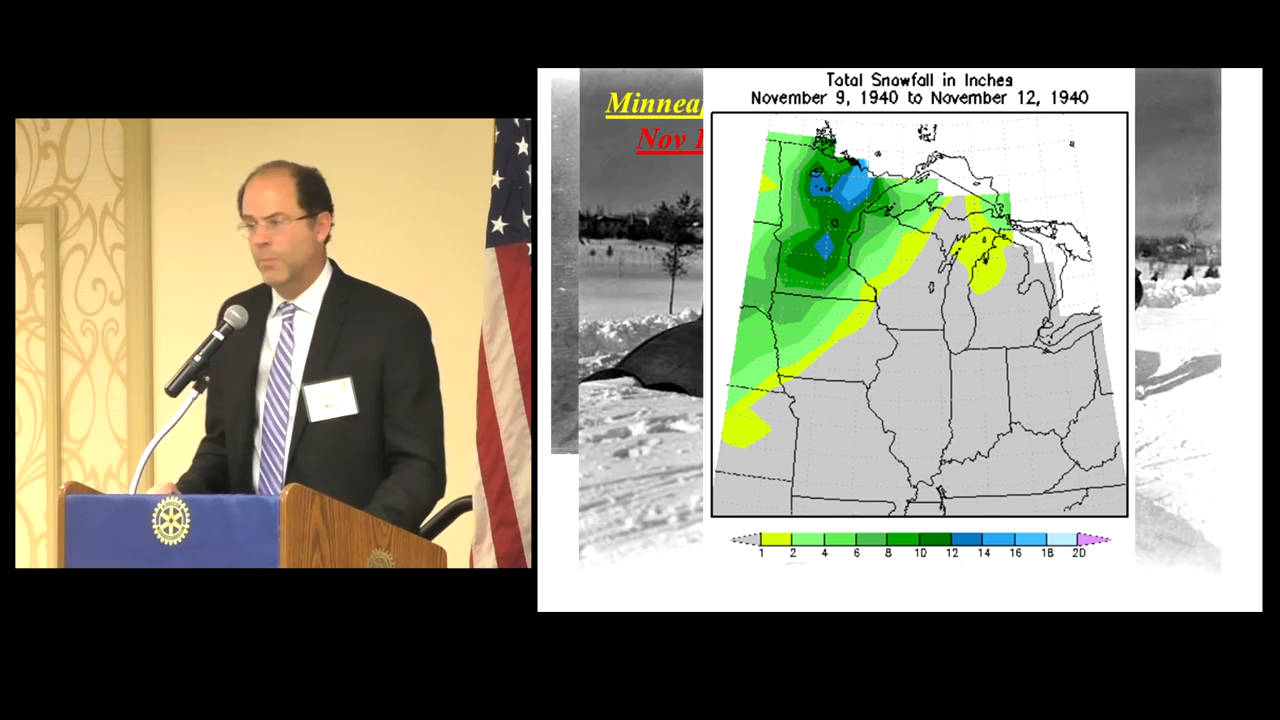 Minnea
Nov 1
Total Snowfall in Inches
November 9, 1940 to November 12, 1940
1 2 4 6 8 10 12 14 16 18 20